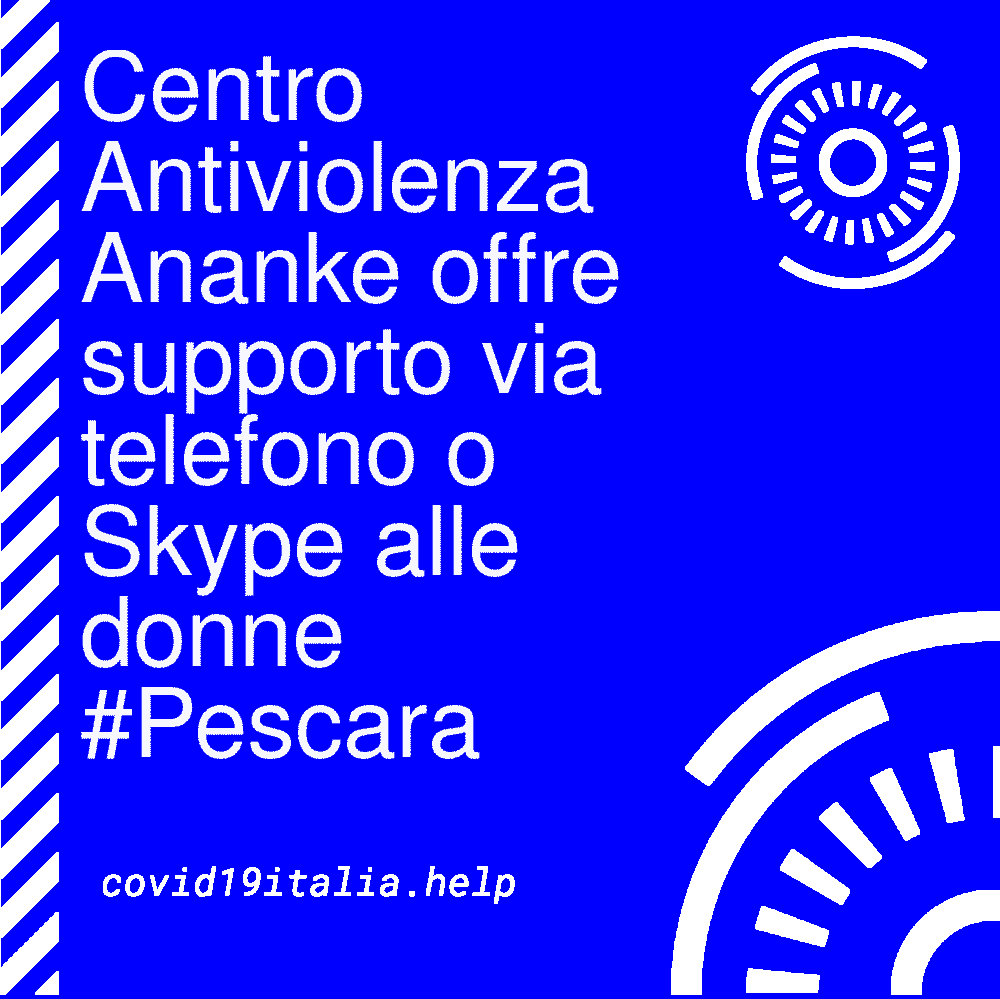 Centro
Antiviolenza
Ananke offre
supporto via
telefono o
Skype alle
donne
#Pescara
covid19italia.help